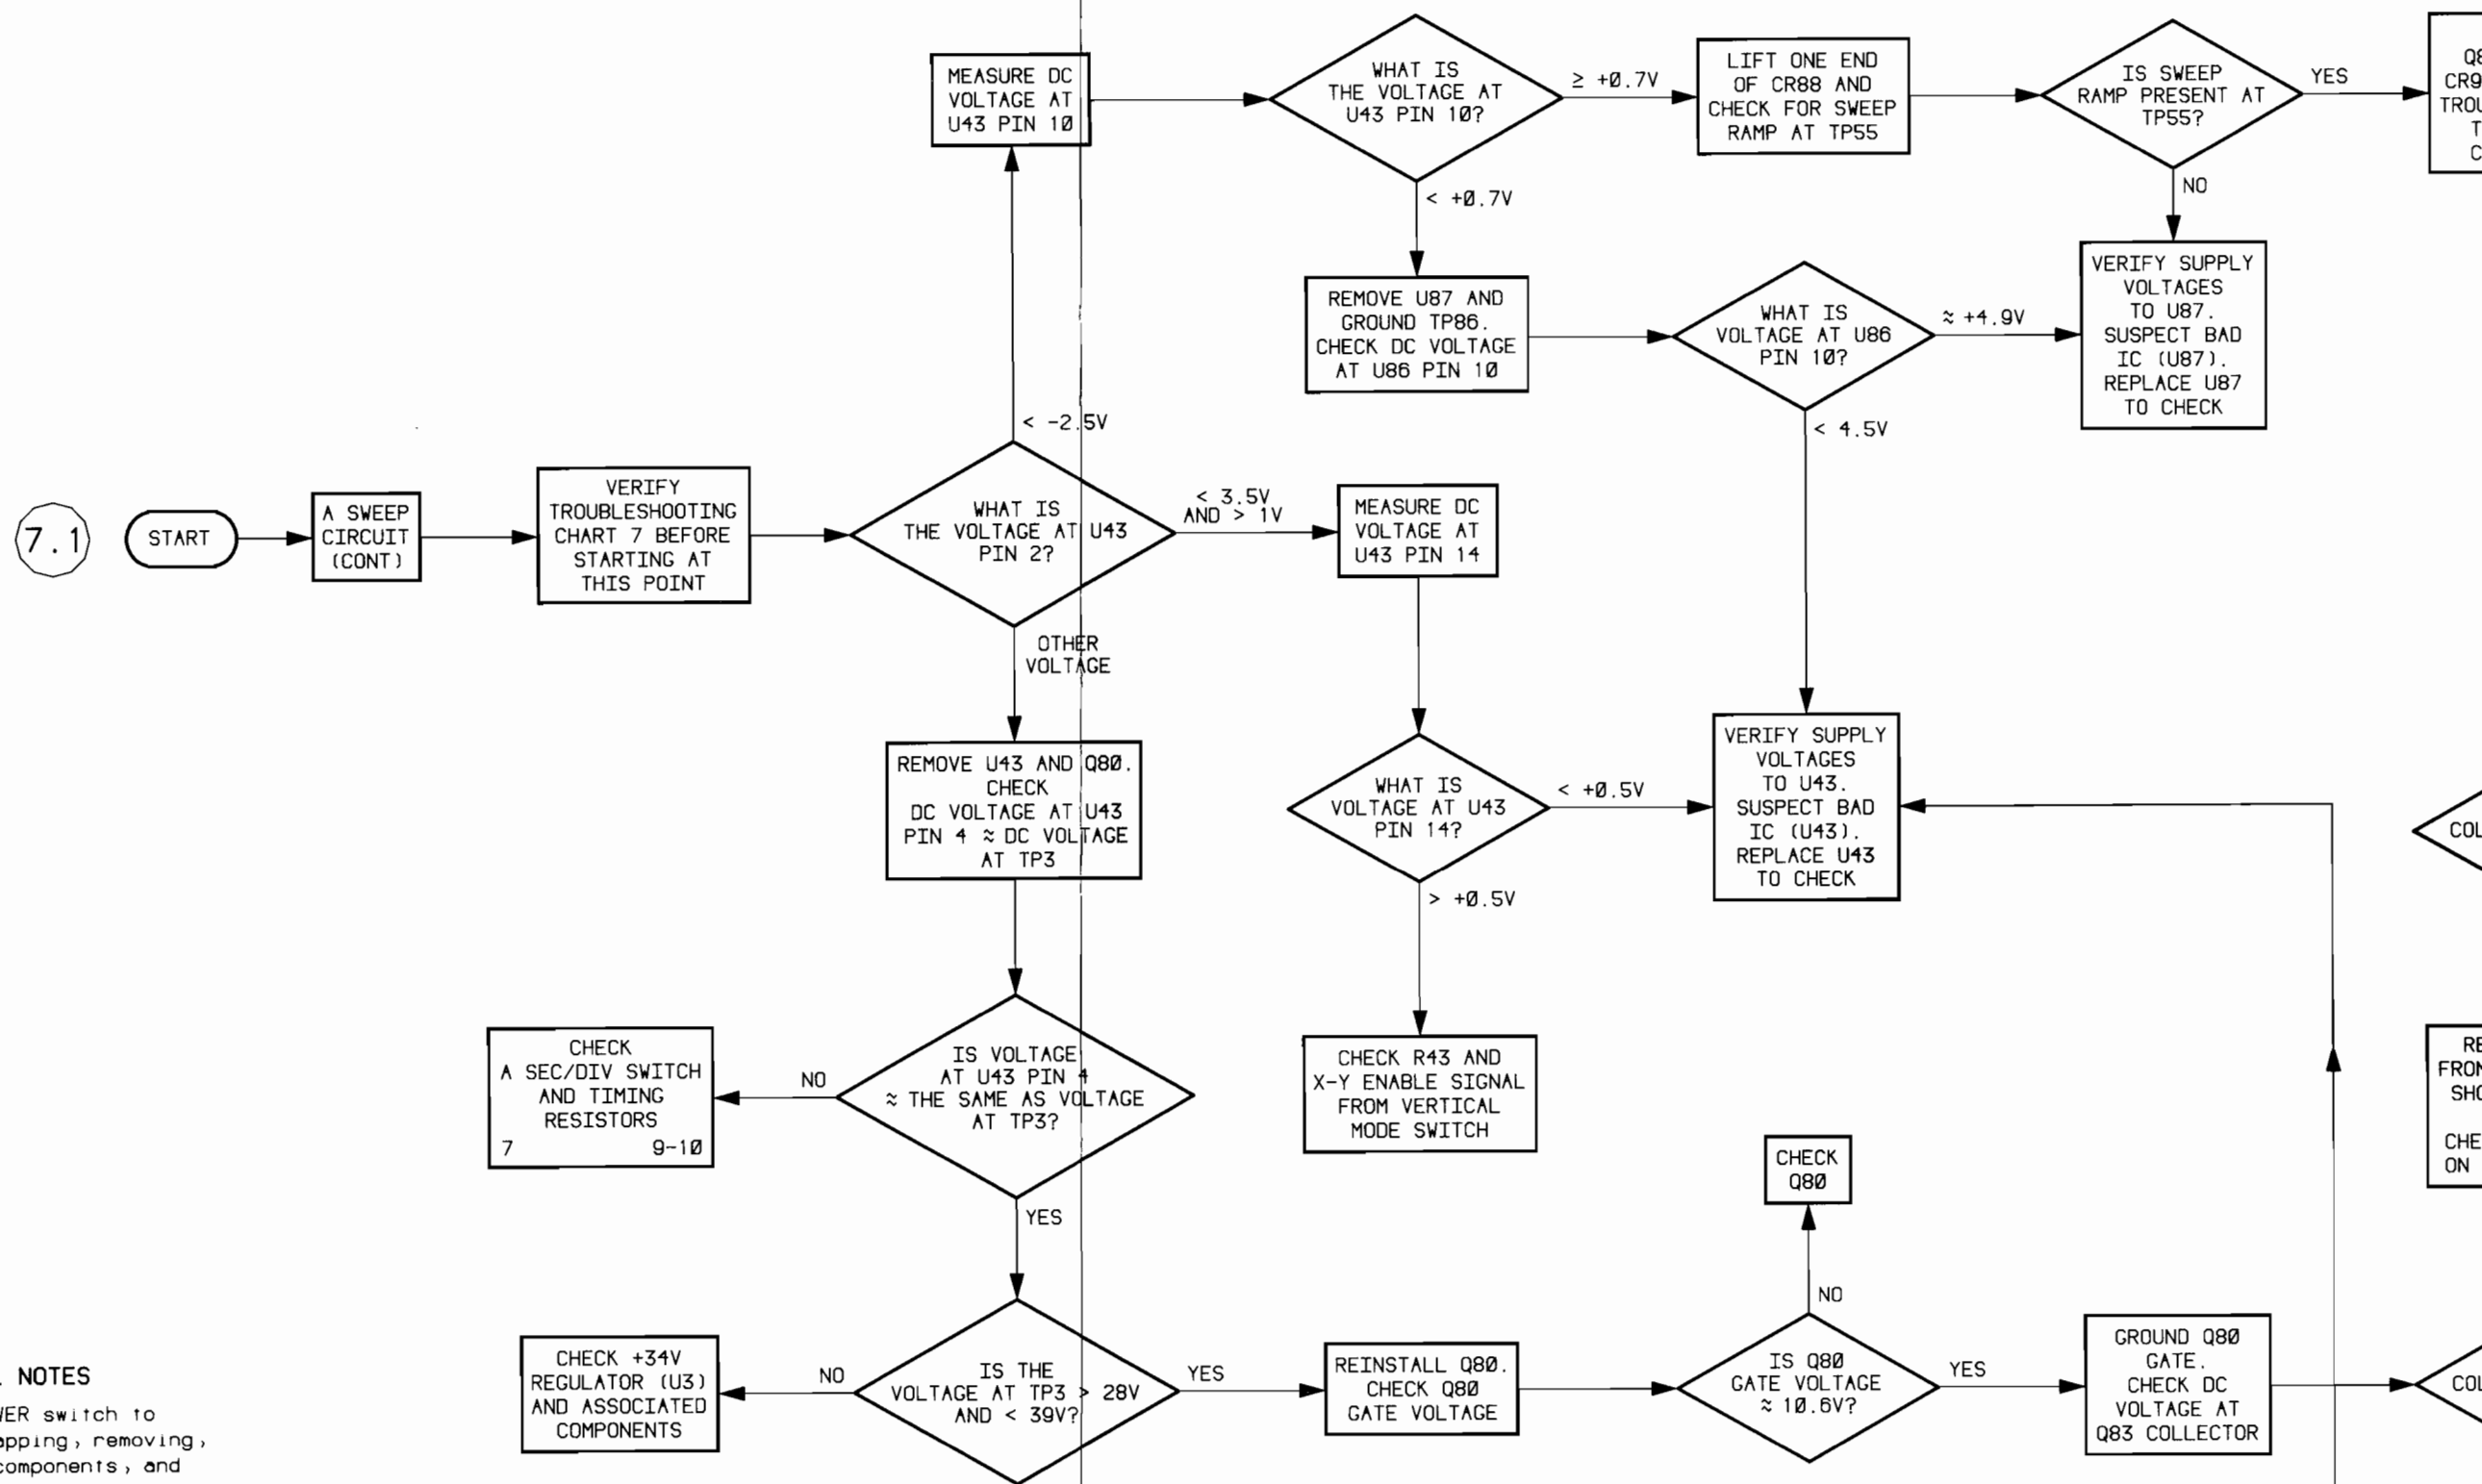 MEASURE DC
VOLTAGE AT
U43 PIN 10
WHAT IS
THE VOLTAGE AT
U43 PIN 10?
≥ +0.7V
< +0.7V
LIFT ONE END
OF CR88 AND
CHECK FOR SWEEP
RAMP AT TP55
IS SWEEP
RAMP PRESENT AT
TP55?
YES
NO
REMOVE U87 AND
GROUND TP86.
CHECK DC VOLTAGE
AT U86 PIN 10
WHAT IS
VOLTAGE AT U86
PIN 10?
≈ +4.9V
< 4.5V
VERIFY SUPPLY
VOLTAGES
TO U87.
SUSPECT BAD
IC (U87).
REPLACE U87
TO CHECK
7.1
START
A SWEEP
CIRCUIT
(CONT)
VERIFY
TROUBLESHOOTING
CHART 7 BEFORE
STARTING AT
THIS POINT
< -2.5V
WHAT IS
THE VOLTAGE AT U43
PIN 2?
< 3.5V
AND > 1V
OTHER
VOLTAGE
MEASURE DC
VOLTAGE AT
U43 PIN 14
REMOVE U43 AND Q80.
CHECK
DC VOLTAGE AT U43
PIN 4 ≈ DC VOLTAGE
AT TP3
WHAT IS
VOLTAGE AT U43
PIN 14?
< +0.5V
> +0.5V
VERIFY SUPPLY
VOLTAGES
TO U43.
SUSPECT BAD
IC (U43).
REPLACE U43
TO CHECK
CHECK
A SEC/DIV SWITCH
AND TIMING
RESISTORS
7 9-10
NO
IS VOLTAGE
AT U43 PIN 4
≈ THE SAME AS VOLTAGE
AT TP3?
YES
CHECK R43 AND
X-Y ENABLE SIGNAL
FROM VERTICAL
MODE SWITCH
CHECK
Q80
NO
CHECK +34V
REGULATOR (U3)
AND ASSOCIATED
COMPONENTS
NO
IS THE
VOLTAGE AT TP3 > 28V
AND < 39V?
YES
REINSTALL Q80.
CHECK Q80
GATE VOLTAGE
IS Q80
GATE VOLTAGE
≈ 10.6V?
YES
GROUND Q80
GATE.
CHECK DC
VOLTAGE AT
Q83 COLLECTOR
NOTES
switch to
removing,
components, and